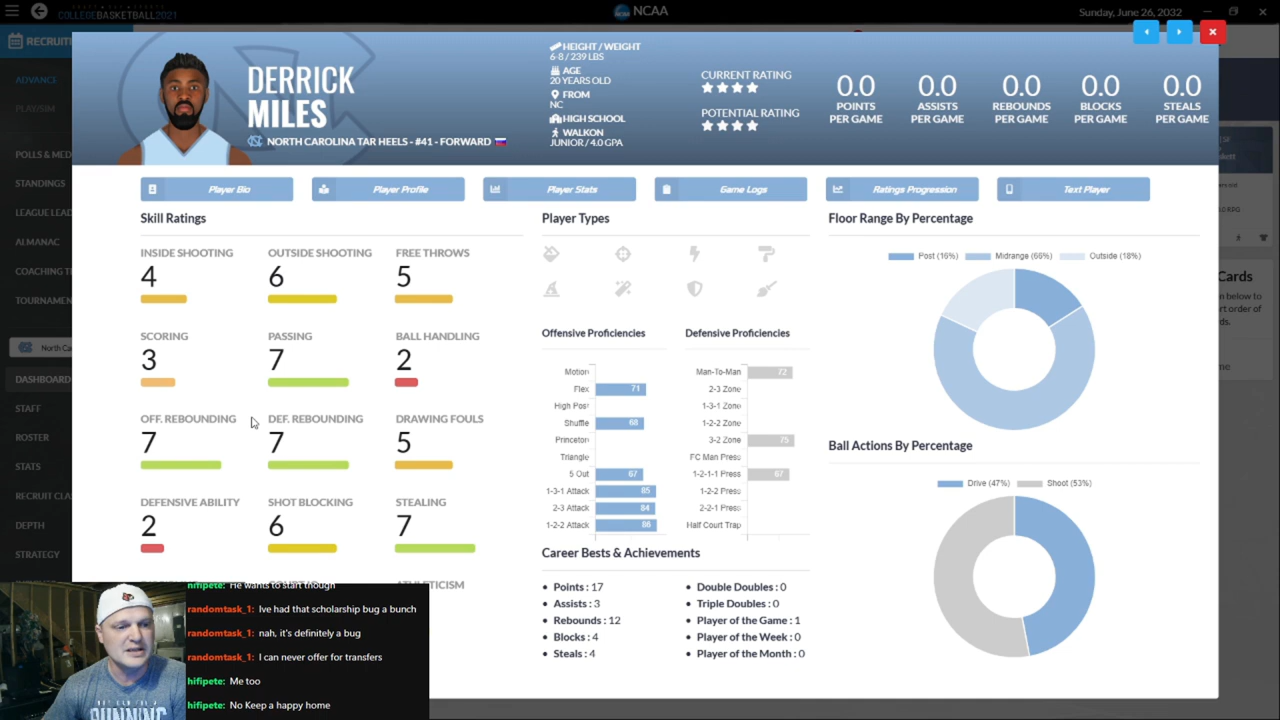 COLLEGEBASKETBALL2021
NCAA
Sunday, June 26, 2032
RECRUITI
ADVANCE
PLAY/SIM
POLLS & MED
STANDINGS
LEAGUE LEAD
ALMANAC
COACHING T
TOURNAMEN
North Ca
DASHBOARD
STAFF
ROSTER
STATS
RECRUIT CLA
DEPTH
STRATEGY
DERRICK
MILES
NORTH CAROLINA TAR HEELS - #41 - FORWARD
HEIGHT / WEIGHT
6-8 / 239 LBS
AGE
20 YEARS OLD
FROM
NC
HIGH SCHOOL
WALKON
JUNIOR / 4.0 GPA
CURRENT RATING
POTENTIAL RATING
0.0 0.0 0.0 0.0 0.0
POINTS ASSISTS REBOUNDS BLOCKS STEALS
PER GAME PER GAME PER GAME PER GAME PER GAME
Player Bio Player Profile Player Stats Game Logs Ratings Progression Text Player
Skill Ratings
INSIDE SHOOTING OUTSIDE SHOOTING FREE THROWS
4 6 5
SCORING PASSING BALL HANDLING
3 7 2
OFF. REBOUNDING DEF. REBOUNDING DRAWING FOULS
7 7 5
DEFENSIVE ABILITY SHOT BLOCKING STEALING
2 6 7
ATHLETICISM
Player Types
Offensive Proficiencies
Motion
Flex 71
High Post
Shuffle 68
Princeton
Triangle
5 Out 67
1-3-1 Attack 85
2-3 Attack 84
1-2-2 Attack 86
Defensive Proficiencies
Man-To-Man 72
2-3 Zone
1-3-1 Zone
1-2-2 Zone
3-2 Zone 75
FC Man Press
1-2-1-1 Press 67
1-2-2 Press
2-2-1 Press
Half Court Trap
Career Bests & Achievements
Points : 17
Assists : 3
Rebounds : 12
Blocks : 4
Steals : 4
Double Doubles : 0
Triple Doubles : 0
Player of the Game : 1
Player of the Week : 0
Player of the Month : 0
Floor Range By Percentage
Post (16%) Midrange (66%) Outside (18%)
Ball Actions By Percentage
Drive (47%) Shoot (53%)
Cards
hifipete: He wants to start though
randomtask_1: Ive had that scholarship bug a bunch
randomtask_1: nah, it's definitely a bug
randomtask_1: I can never offer for transfers
hifipete: Me too
hifipete: No Keep a happy home
RUNNING